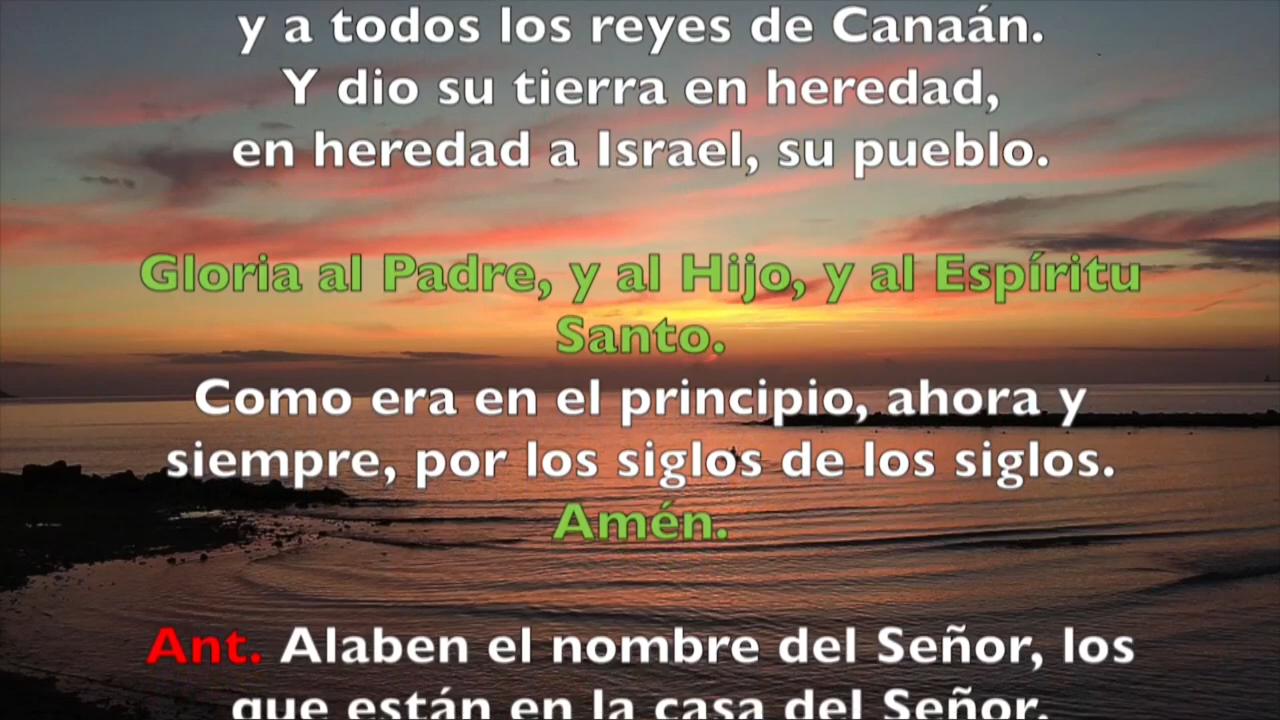 y a todos los reyes de Canaán.
Y dio su tierra en heredad,
en heredad a Israel, su pueblo.
Gloria al Padre, y al Hijo, y al Espíritu
Santo.
Como era en el principio, ahora y
siempre, por los siglos de los siglos.
Amén.
Ant. Alaben el nombre del Señor, los
que están en la casa del Señor.